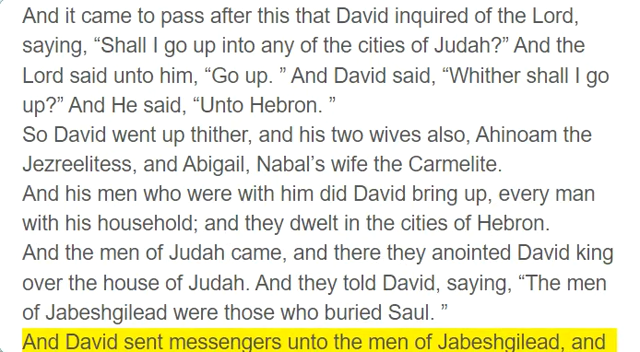 And it came to pass after this that David inquired of the Lord,
saying, “Shall I go up into any of the cities of Judah?” And the
Lord said unto him, “Go up. ” And David said, “Whither shall I go
up?” And He said, “Unto Hebron. ”
So David went up thither, and his two wives also, Ahinoam the
Jezreelitess, and Abigail, Nabal’s wife the Carmelite.
And his men who were with him did David bring up, every man
with his household; and they dwelt in the cities of Hebron.
And the men of Judah came, and there they anointed David king
over the house of Judah. And they told David, saying, “The men
of Jabeshgilead were those who buried Saul. ”
And David sent messengers unto the men of Jabeshgilead, and